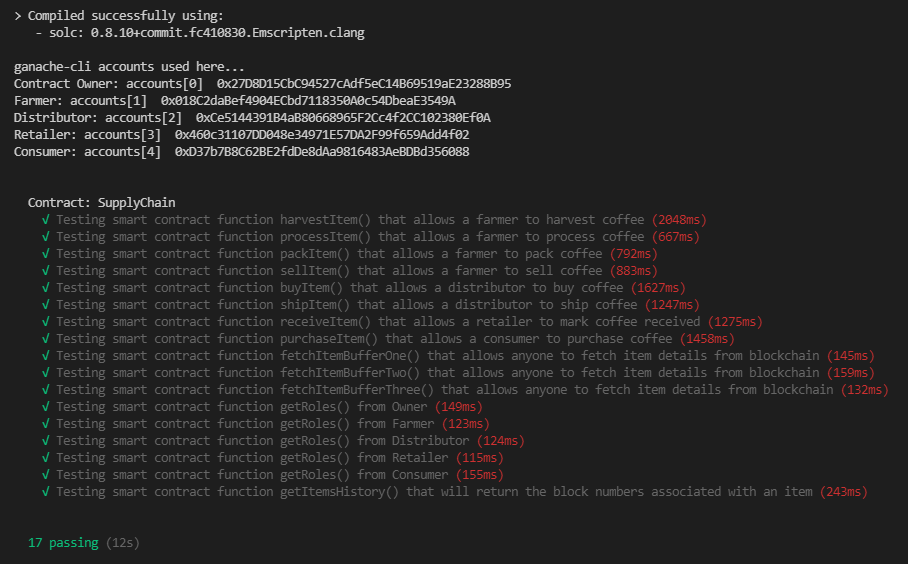 > Compiled successfully using:
- solc: 0.8.10+commit.fc410830.Emscripten.clang
ganache-cli accounts used here...
Contract Owner: accounts[0] 0x27D8D15CbC94527cAdf5eC14B69519aE23288B95
Farmer: accounts[1] 0x018C2daBef4904ECbd7118350A0c54DbeaE3549A
Distributor: accounts[2] 0xCe5144391B4aB80668965F2Cc4f2CC102380Ef0A
Retailer: accounts[3] 0x460c31107DD048e34971E57DA2F99f659Add4f02
Consumer: accounts[4] 0xD37b7B8C62BE2fdDe8dAa9816483AeBDBd356088
Contract: SupplyChain
√ Testing smart contract function harvestItem() that allows a farmer to harvest coffee (2048ms)
√ Testing smart contract function processItem() that allows a farmer to process coffee (667ms)
√ Testing smart contract function packItem() that allows a farmer to pack coffee (792ms)
√ Testing smart contract function sellItem() that allows a farmer to sell coffee (883ms)
√ Testing smart contract function buyItem() that allows a distributor to buy coffee (1627ms)
√ Testing smart contract function shipItem() that allows a distributor to ship coffee (1247ms)
√ Testing smart contract function receiveItem() that allows a retailer to mark coffee received (1275ms)
√ Testing smart contract function purchaseItem() that allows a consumer to purchase coffee (1458ms)
√ Testing smart contract function fetchItemBufferOne() that allows anyone to fetch item details from blockchain (145ms)
√ Testing smart contract function fetchItemBufferTwo() that allows anyone to fetch item details from blockchain (159ms)
√ Testing smart contract function fetchItemBufferThree() that allows anyone to fetch item details from blockchain (132ms)
√ Testing smart contract function getRoles() from Owner (149ms)
√ Testing smart contract function getRoles() from Farmer (123ms)
√ Testing smart contract function getRoles() from Distributor (124ms)
√ Testing smart contract function getRoles() from Retailer (115ms)
√ Testing smart contract function getRoles() from Consumer (155ms)
√ Testing smart contract function getItemsHistory() that will return the block numbers associated with an item (243ms)
17 passing (12s)